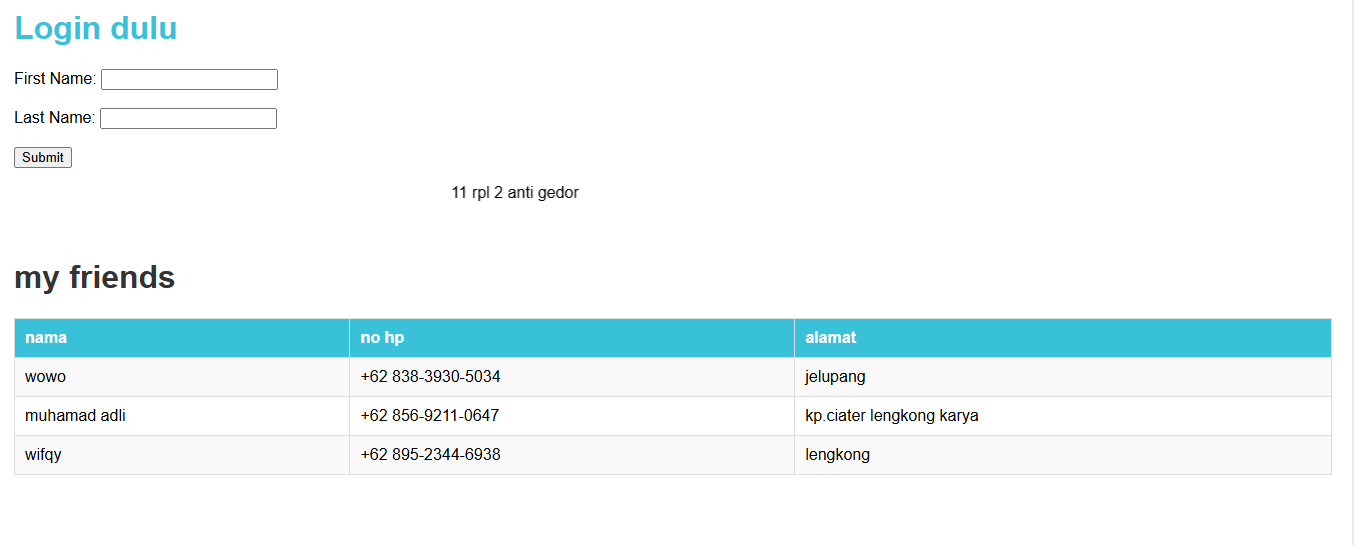 Login dulu
First Name:
Last Name:
Submit
11 rpl 2 anti gedor
my friends
nama no hp alamat
wowo +62 838-3930-5034 jelupang
muhamad adli +62 856-9211-0647 kp.ciater lengkong karya
wifqy +62 895-2344-6938 lengkong